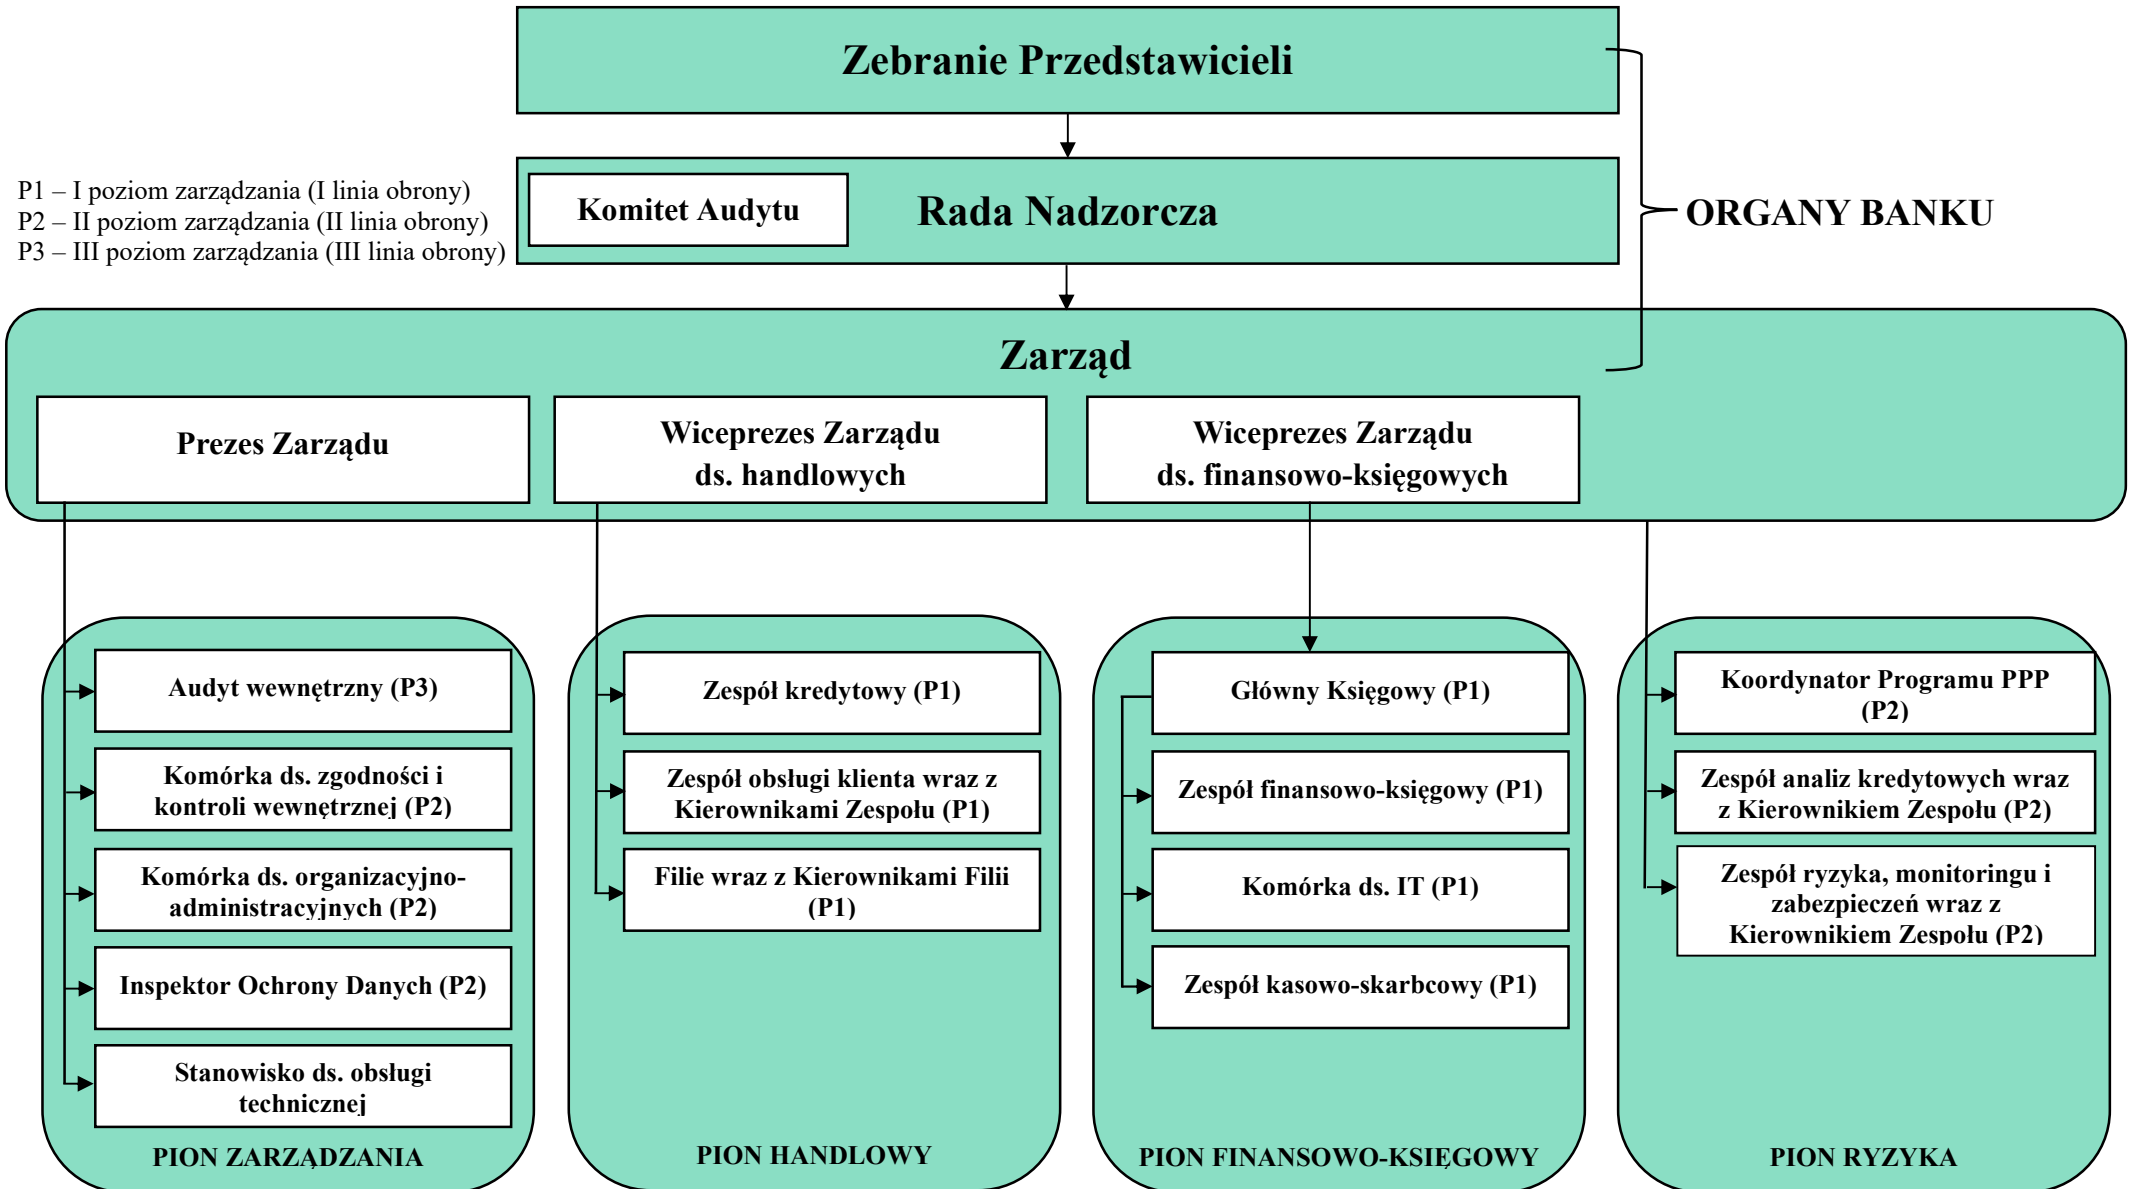 Zebranie Przedstawicieli
P1 – I poziom zarządzania (I linia obrony)
P2 – II poziom zarządzania (II linia obrony)
P3 – III poziom zarządzania (III linia obrony)
Komitet Audytu
Rada Nadzorcza
ORGANY BANKU
Zarząd
Prezes Zarządu
Wiceprezes Zarządu
ds. handlowych
Wiceprezes Zarządu
ds. finansowo-księgowych
Audyt wewnętrzny (P3)
Komórka ds. zgodności i
kontroli wewnętrznej (P2)
Komórka ds. organizacyjno-
administracyjnych (P2)
Inspektor Ochrony Danych (P2)
Stanowisko ds. obsługi
technicznej
PION ZARZĄDZANIA
Zespół kredytowy (P1)
Zespół obsługi klienta wraz z
Kierownikami Zespołu (P1)
Filie wraz z Kierownikami Filii
(P1)
PION HANDLOWY
Główny Księgowy (P1)
Zespół finansowo-księgowy (P1)
Komórka ds. IT (P1)
Zespół kasowo-skarbcowy (P1)
PION FINANSOWO-KSIĘGOWY
Koordynator Programu PPP
(P2)
Zespół analiz kredytowych wraz
z Kierownikiem Zespołu (P2)
Zespół ryzyka, monitoringu i
zabezpieczeń wraz z
Kierownikiem Zespołu (P2)
PION RYZYKA